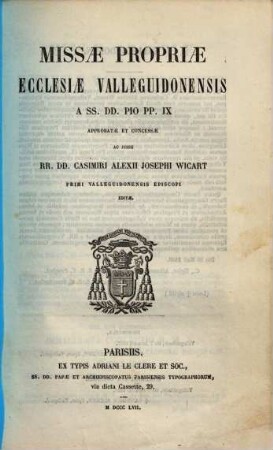 MISSÆ PROPRIÆ
ECCLESIÆ VALLEGUIDONENSIS
A SS. DD. PIO PP. IX
APPROBATÆ ET CONCESSÆ
AC JUSSU
RR. DD. CASIMIRI ALEXII JOSEPHI WICART
PRIMI VALLEGUIDONENSIS EPISCOPI
EDITÆ.
PARISIIS,
EX TYPIS ADRIANI LE CLERE ET SOC.,
SS. DD. PAPÆ ET ARCHIEPISCOPATUS PARISIENSIS TYPOGRAPHORUM,
via dicta Cassette, 29.
M DCCC LVII.